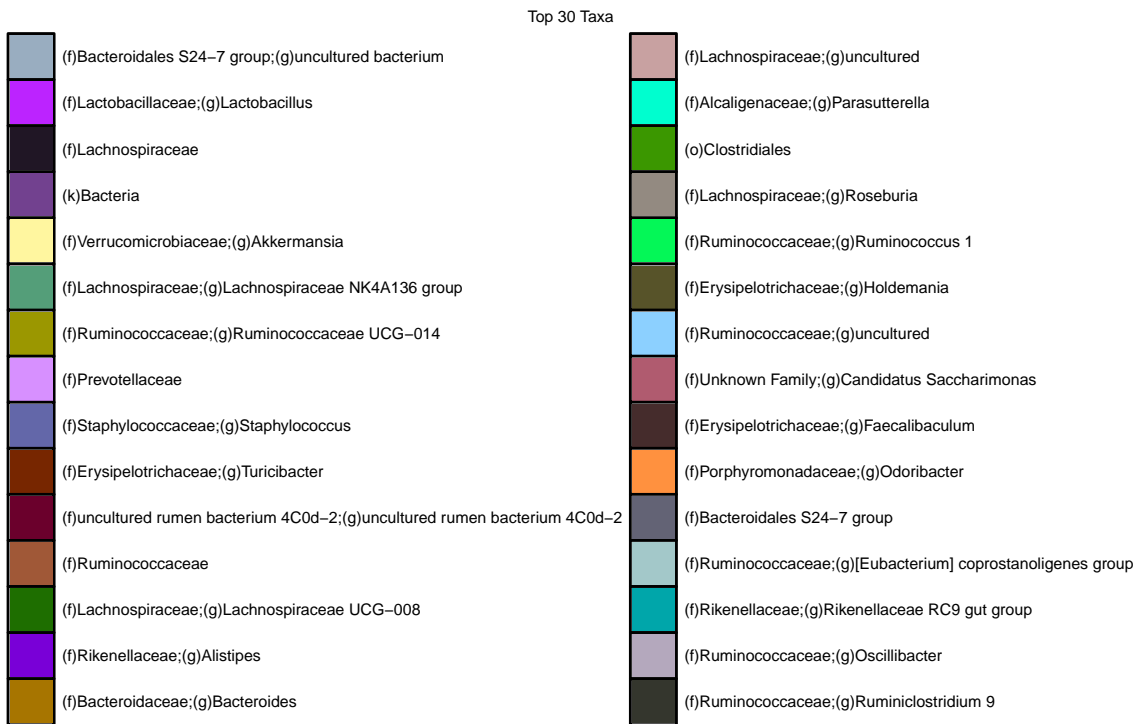 Top 30 Taxa
(f)Bacteroidales S24−7 group;(g)uncultured bacterium
(f)Lactobacillaceae;(g)Lactobacillus
(f)Lachnospiraceae
(k)Bacteria
(f)Verrucomicrobiaceae;(g)Akkermansia
(f)Lachnospiraceae;(g)Lachnospiraceae NK4A136 group
(f)Ruminococcaceae;(g)Ruminococcaceae UCG−014
(f)Prevotellaceae
(f)Staphylococcaceae;(g)Staphylococcus
(f)Erysipelotrichaceae;(g)Turicibacter
(f)uncultured rumen bacterium 4C0d−2;(g)uncultured rumen bacterium 4C0d−2
(f)Ruminococcaceae
(f)Lachnospiraceae;(g)Lachnospiraceae UCG−008
(f)Rikenellaceae;(g)Alistipes
(f)Bacteroidaceae;(g)Bacteroides
(f)Lachnospiraceae;(g)uncultured
(f)Alcaligenaceae;(g)Parasutterella
(o)Clostridiales
(f)Lachnospiraceae;(g)Roseburia
(f)Ruminococcaceae;(g)Ruminococcus 1
(f)Erysipelotrichaceae;(g)Holdemania
(f)Ruminococcaceae;(g)uncultured
(f)Unknown Family;(g)Candidatus Saccharimonas
(f)Erysipelotrichaceae;(g)Faecalibaculum
(f)Porphyromonadaceae;(g)Odoribacter
(f)Bacteroidales S24−7 group
(f)Ruminococcaceae;(g)[Eubacterium] coprostanoligenes group
(f)Rikenellaceae;(g)Rikenellaceae RC9 gut group
(f)Ruminococcaceae;(g)Oscillibacter
(f)Ruminococcaceae;(g)Ruminiclostridium 9